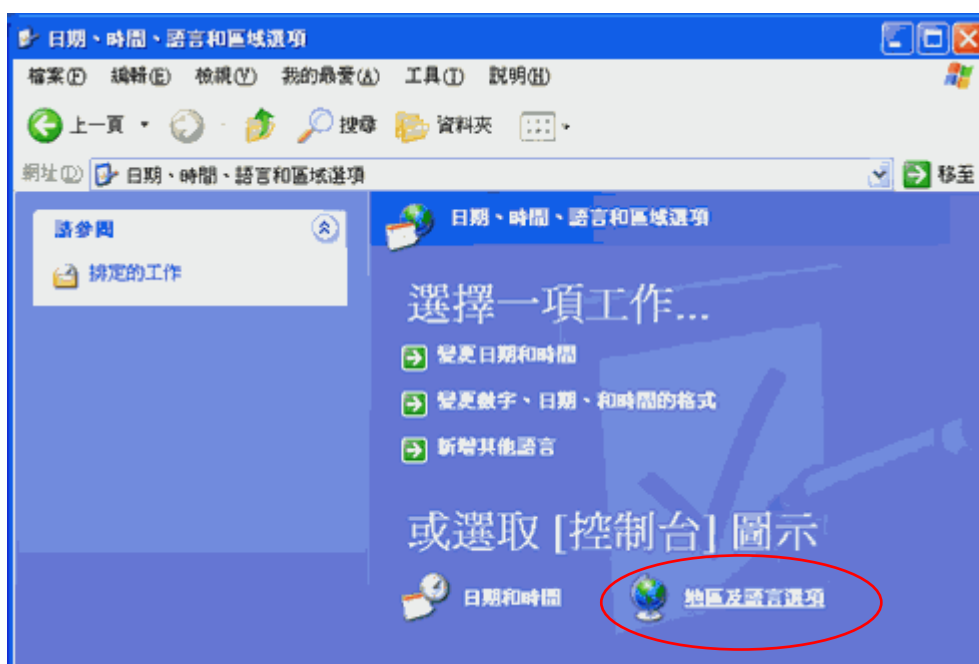 日期、時間、語言和區域選項
檔案(F) 編輯(E) 檢視(V) 我的最愛(A) 工具(T) 說明(H)
上一頁 搜尋 資料夾
網址(D) 日期、時間、語言和區域選項 移至
請參閱
排定的工作
日期、時間、語言和區域選項
選擇一項工作...
變更日期和時間
變更數字、日期、和時間的格式
新增其他語言
或選取 [控制台] 圖示
日期和時間 地區及語言選項